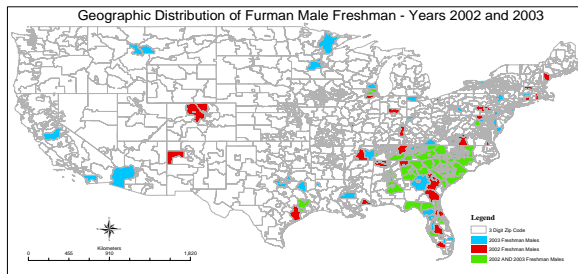 Geographic Distribution of Furman Male Freshman - Years 2002 and 2003
Legend
3 Digit Zip Code
2003 Freshman Males
2002 Freshman Males
2002 AND 2003 Freshman Males
Kilometers
0 455 910 1,820